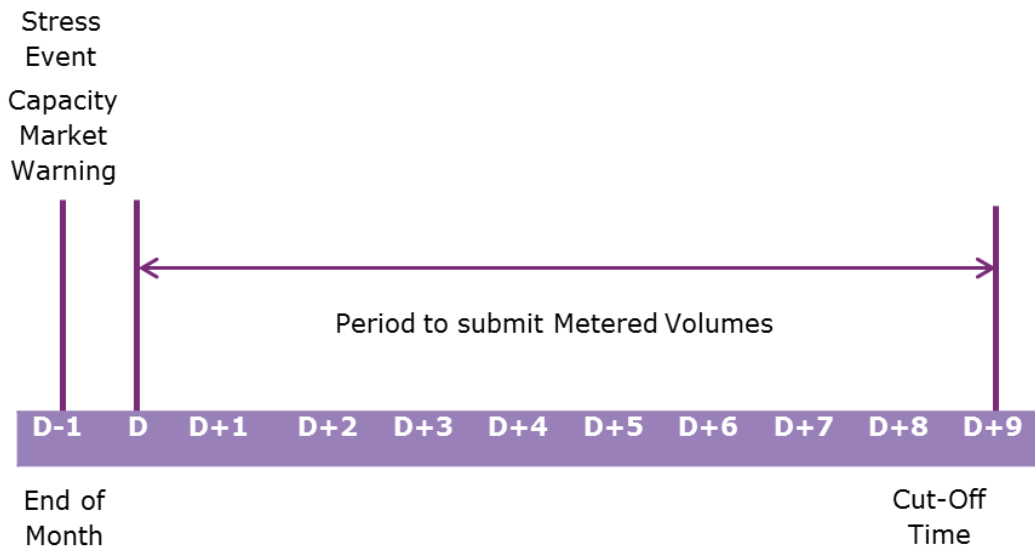 Stress
Event
Capacity
Market
Warning
Period to submit Metered Volumes
D-1 D D+1 D+2 D+3 D+4 D+5 D+6 D+7 D+8 D+9
End of
Month
Cut-Off
Time